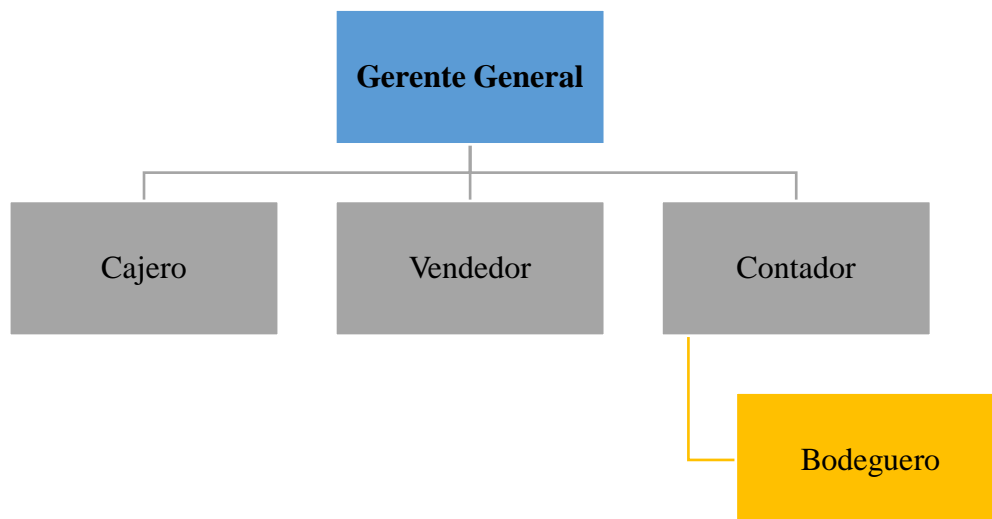 Gerente General
Cajero
Vendedor
Contador
Bodeguero